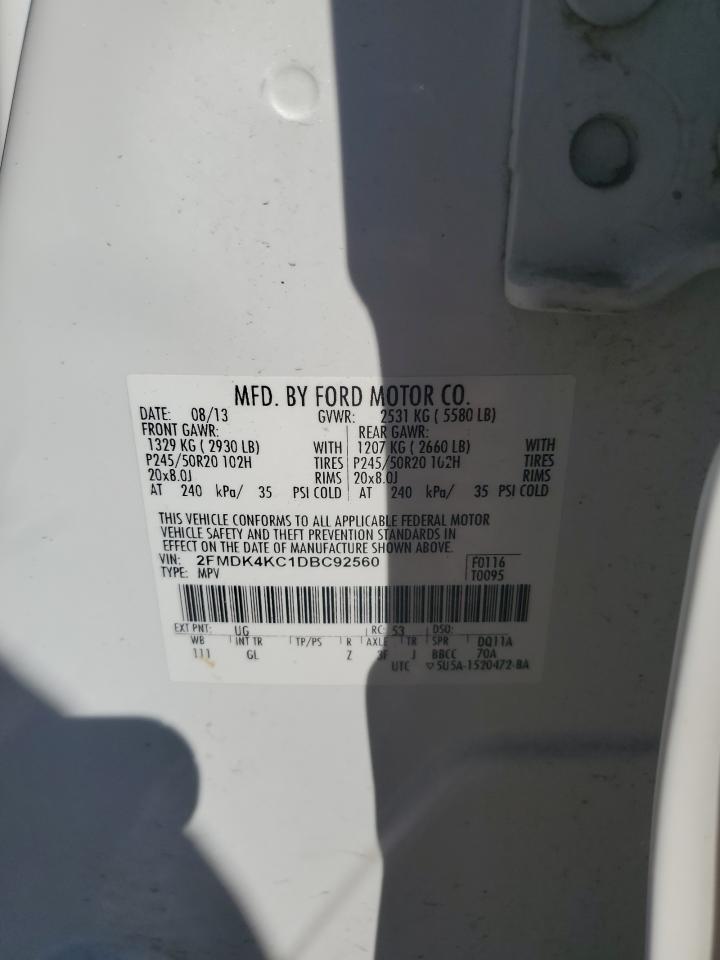 MFD. BY FORD MOTOR CO.
DATE: 08/13 GVWR: 2531 KG ( 5580 LB)
FRONT GAWR: REAR GAWR:
1329 KG ( 2930 LB) WITH 1207 KG ( 2660 LB) WITH
P245/50R20 102H TIRES P245/50R20 102H TIRES
20x8.0J RIMS 20x8.0J RIMS
AT 240 kPa/ 35 PSI COLD AT 240 kPa/ 35 PSI COLD
THIS VEHICLE CONFORMS TO ALL APPLICABLE FEDERAL MOTOR
VEHICLE SAFETY AND THEFT PREVENTION STANDARDS IN
EFFECT ON THE DATE OF MANUFACTURE SHOWN ABOVE.
VIN: 2FMDK4KC1DBC92560 F0116
TYPE: MPV T0095
EXT PNT: UG RC: 53 DSO:
WB INT TR TP/PS R AXLE TR SPR DQ11A
111 GL Z 3F J BBCC 70A
UTC ▽5U5A-1520472-BA